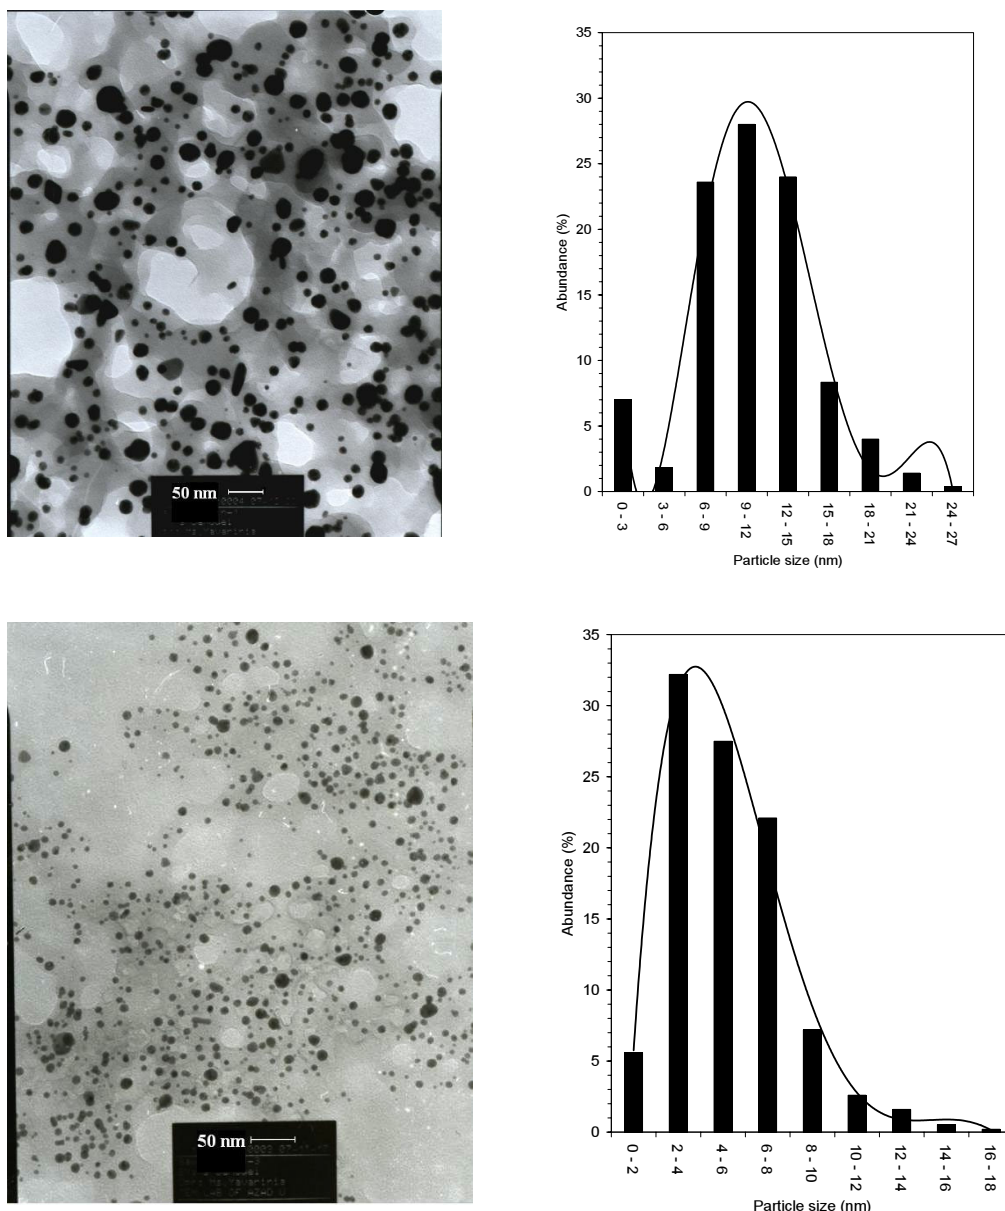 50 nm
35
30
25
20
15
10
5
0
Abundance (%)
0 - 3
3 - 6
6 - 9
9 - 12
12 - 15
15 - 18
18 - 21
21 - 24
24 - 27
Particle size (nm)
50 nm
35
30
25
20
15
10
5
0
Abundance (%)
0 - 2
2 - 4
4 - 6
6 - 8
8 - 10
10 - 12
12 - 14
14 - 16
16 - 18
Particle size (nm)